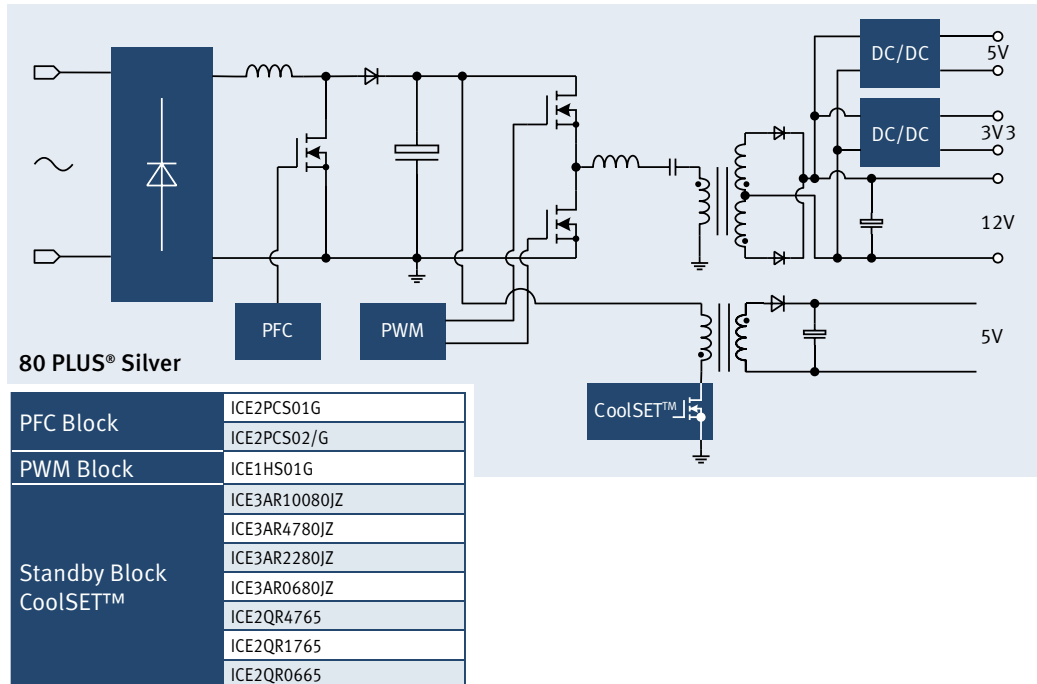 DC/DC
5V
DC/DC
3V3
12V
PFC
PWM
5V
80 PLUS® Silver
CoolSET™
PFC Block
ICE2PCS01G
ICE2PCS02/G
PWM Block
ICE1HS01G
Standby Block
CoolSET™
ICE3AR10080JZ
ICE3AR4780JZ
ICE3AR2280JZ
ICE3AR0680JZ
ICE2QR4765
ICE2QR1765
ICE2QR0665